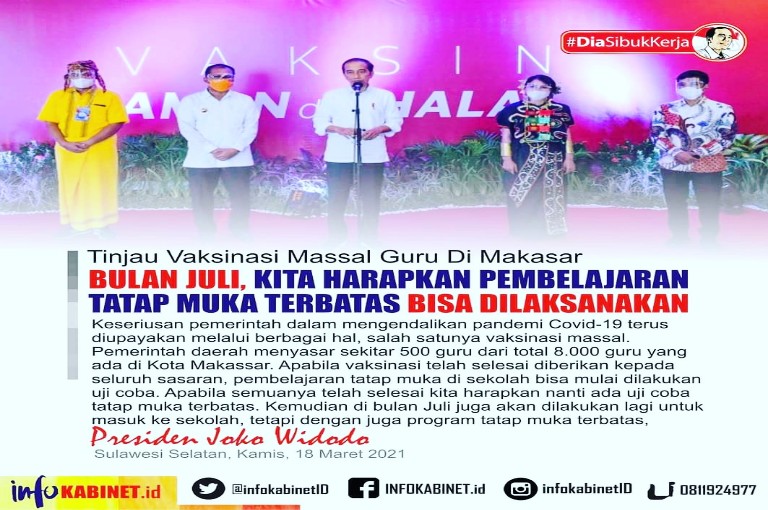 #DiaSibukKerja
VAKSIN
AMAN d HALA
Tinjau Vaksinasi Massal Guru Di Makasar
BULAN JULI, KITA HARAPKAN PEMBELAJARAN
TATAP MUKA TERBATAS BISA DILAKSANAKAN
Keseriusan pemerintah dalam mengendalikan pandemi Covid-19 terus
diupayakan melalui berbagai hal, salah satunya vaksinasi massal.
Pemerintah daerah menyasar sekitar 500 guru dari total 8.000 guru yang
ada di Kota Makassar. Apabila vaksinasi telah selesai diberikan kepada
seluruh sasaran, pembelajaran tatap muka di sekolah bisa mulai dilakukan
uji coba. Apabila semuanya telah selesai kita harapkan nanti ada uji coba
tatap muka terbatas. Kemudian di bulan Juli juga akan dilakukan lagi untuk
masuk ke sekolah, tetapi dengan juga program tatap muka terbatas,
Presiden Joko Widodo
Sulawesi Selatan, Kamis, 18 Maret 2021
info KABINET.id @infokabinetID INFOKABINET.id infokabinetID 0811924977